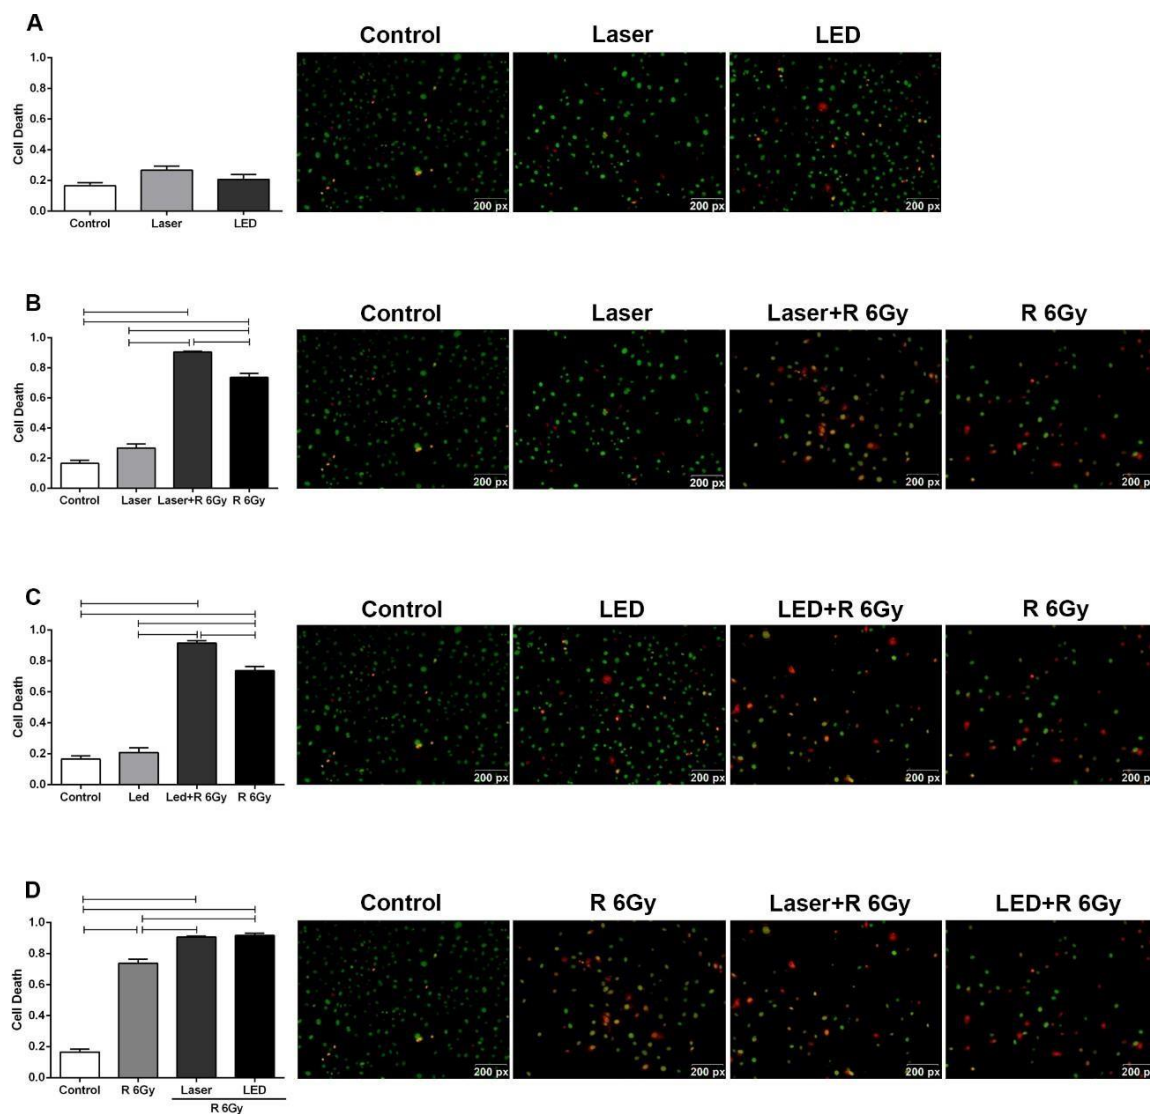 A
Control Laser LED
Cell Death
1.0
0.8
0.6
0.4
0.2
0.0
Control Laser LED
200 px 200 px 200 px
B
Control Laser Laser+R 6Gy R 6Gy
Cell Death
1.0
0.8
0.6
0.4
0.2
0.0
Control Laser Laser+R 6Gy R 6Gy
200 px 200 px 200 px 200 px
C
Control LED LED+R 6Gy R 6Gy
Cell Death
1.0
0.8
0.6
0.4
0.2
0.0
Control Led Led+R 6Gy R 6Gy
200 px 200 px 200 px 200 px
D
Control R 6Gy Laser+R 6Gy LED+R 6Gy
Cell Death
1.0
0.8
0.6
0.4
0.2
0.0
Control R 6Gy Laser LED
R 6Gy
200 px 200 px 200 px 200 px